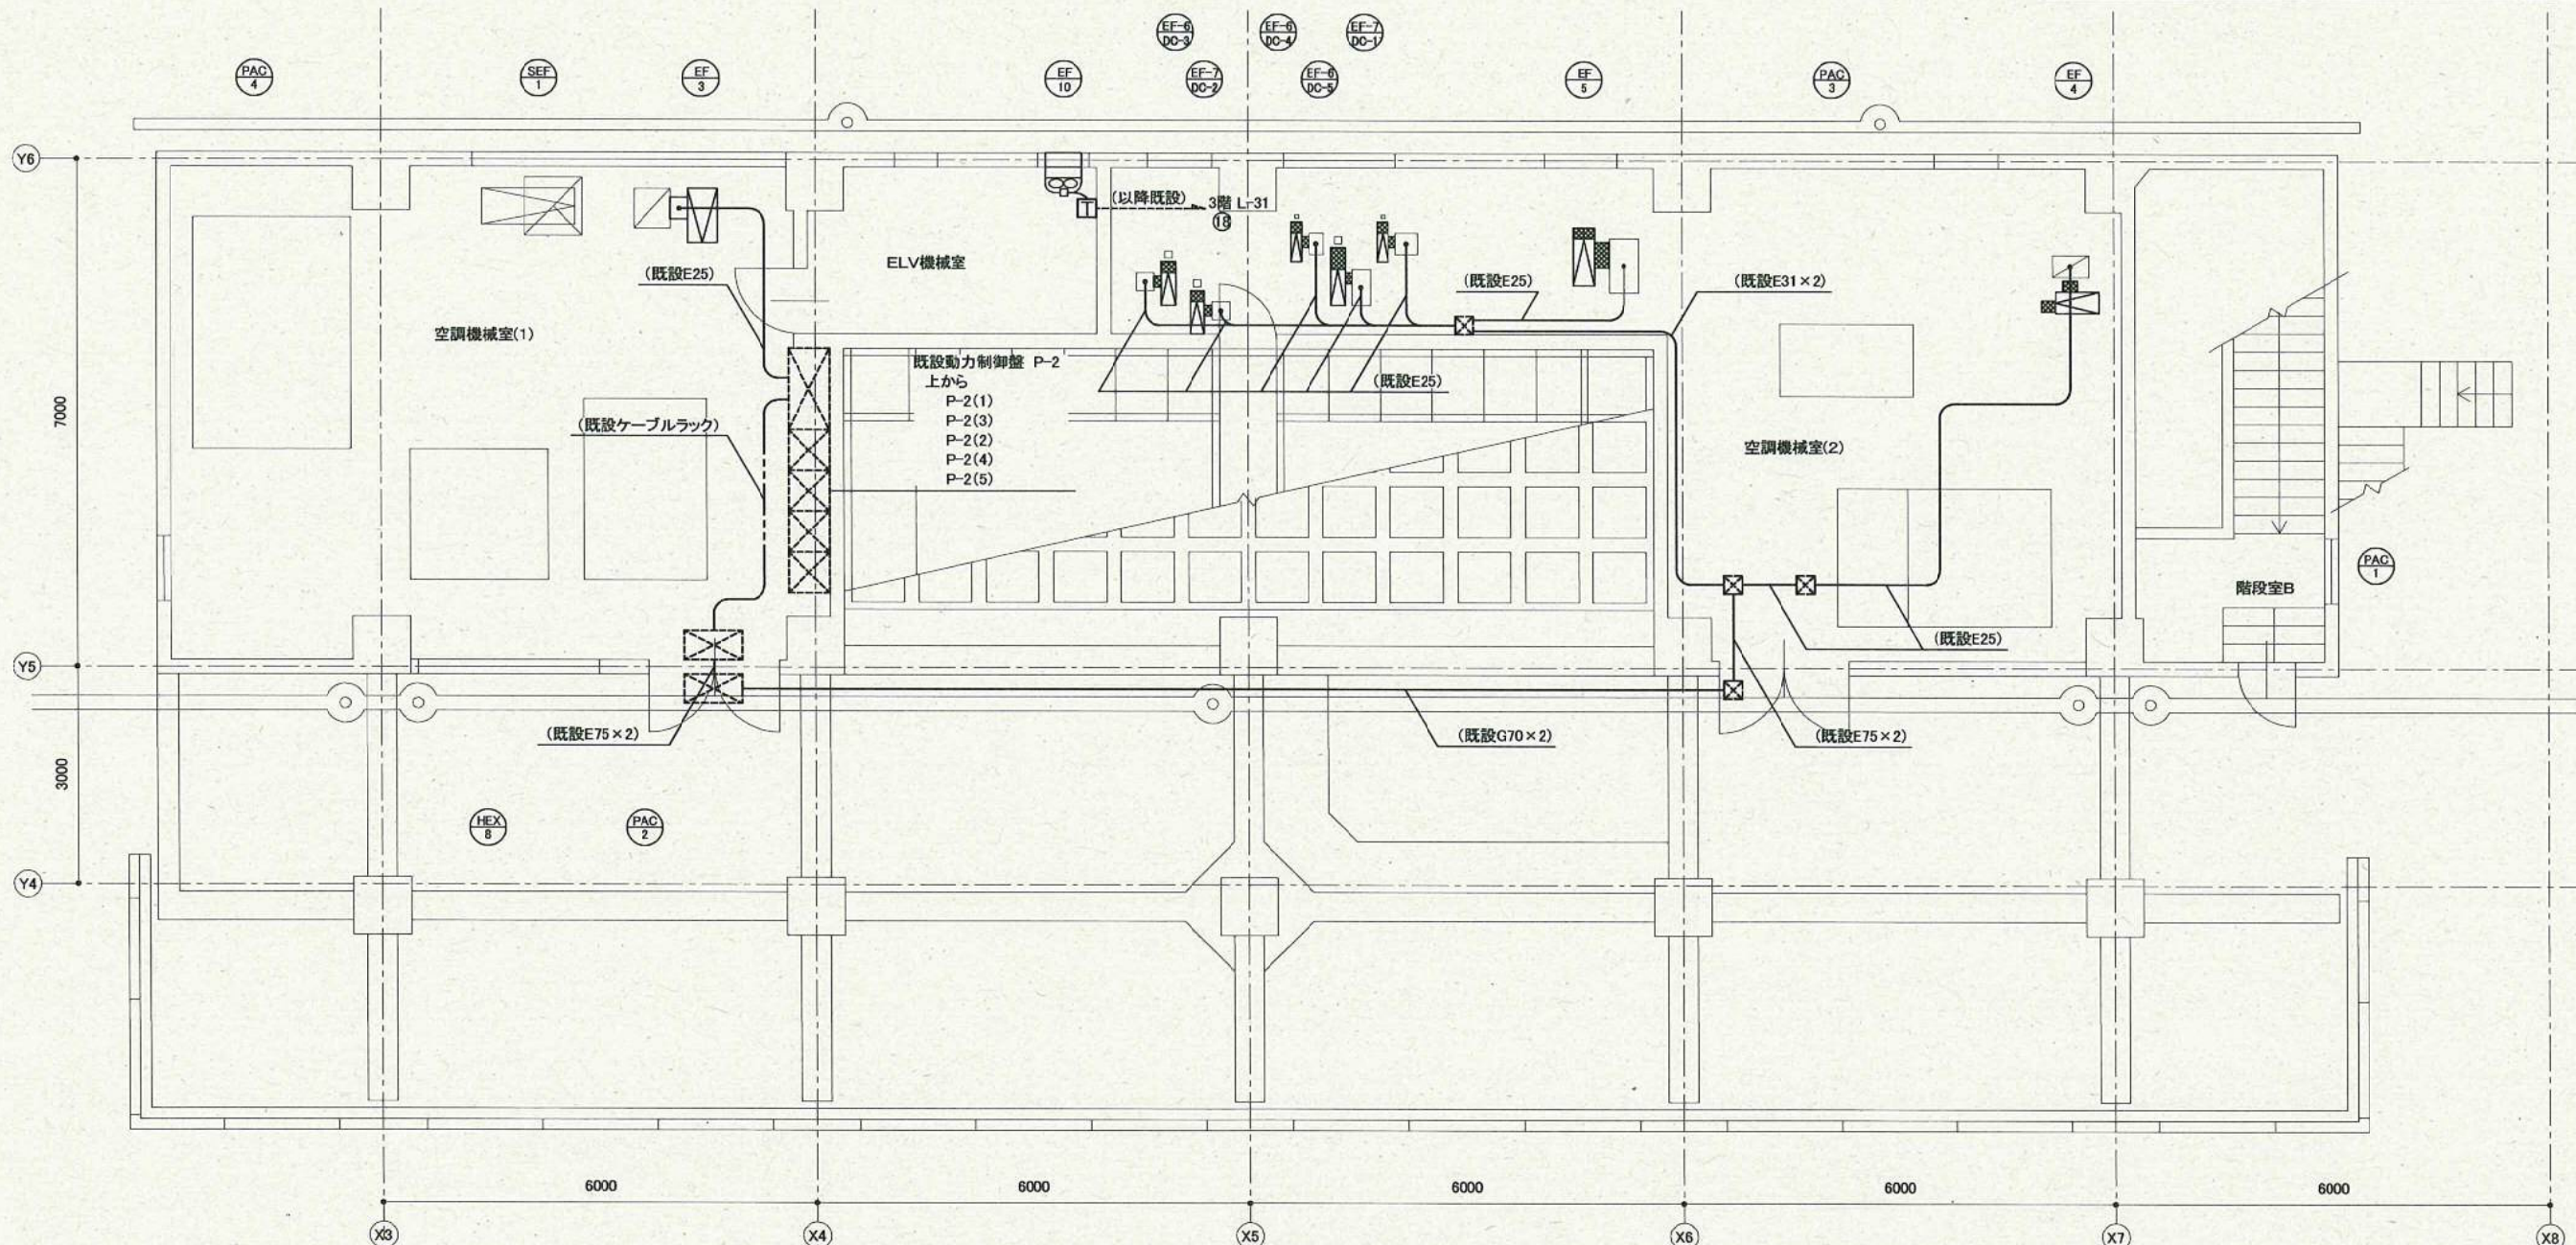 EF-6
DC-3
EF-6
DC-4
EF-7
DC-1
PAC
4
SEF
1
EF
3
EF
10
EF-7
DC-2
EF-6
DC-5
EF
5
PAC
3
EF
4
Y6
(以降既設)
3階 L-31
18
T
ELV機械室
(既設E25)
(既設E25)
(既設E31×2)
空調機械室(1)
既設動力制御盤 P-2
上から
P-2(1)
P-2(3)
P-2(2)
P-2(4)
P-2(5)
(既設E25)
7000
(既設ケーブルラック)
空調機械室(2)
PAC
1
階段室B
(既設E25)
Y5
(既設E75×2)
(既設G70×2)
(既設E75×2)
3000
HEX
8
PAC
2
Y4
6000
6000
6000
6000
6000
X3
X4
X5
X6
X7
X8